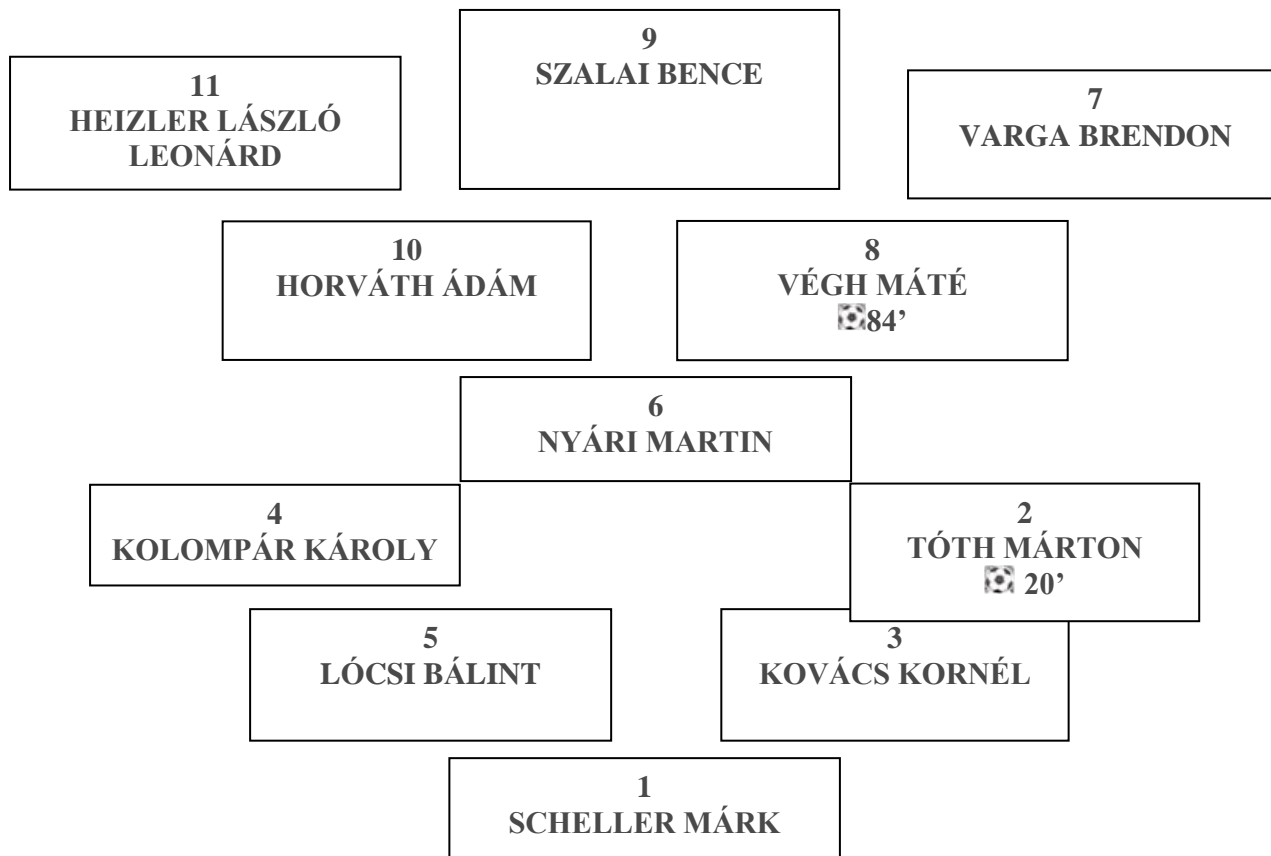 9
SZALAI BENCE
11
HEIZLER LÁSZLÓ
LEONÁRD
7
VARGA BRENDON
10
HORVÁTH ÁDÁM
8
VÉGH MÁTÉ
84’
6
NYÁRI MARTIN
4
KOLOMPÁR KÁROLY
2
TÓTH MÁRTON
20’
5
LÓCSI BÁLINT
3
KOVÁCS KORNÉL
1
SCHELLER MÁRK